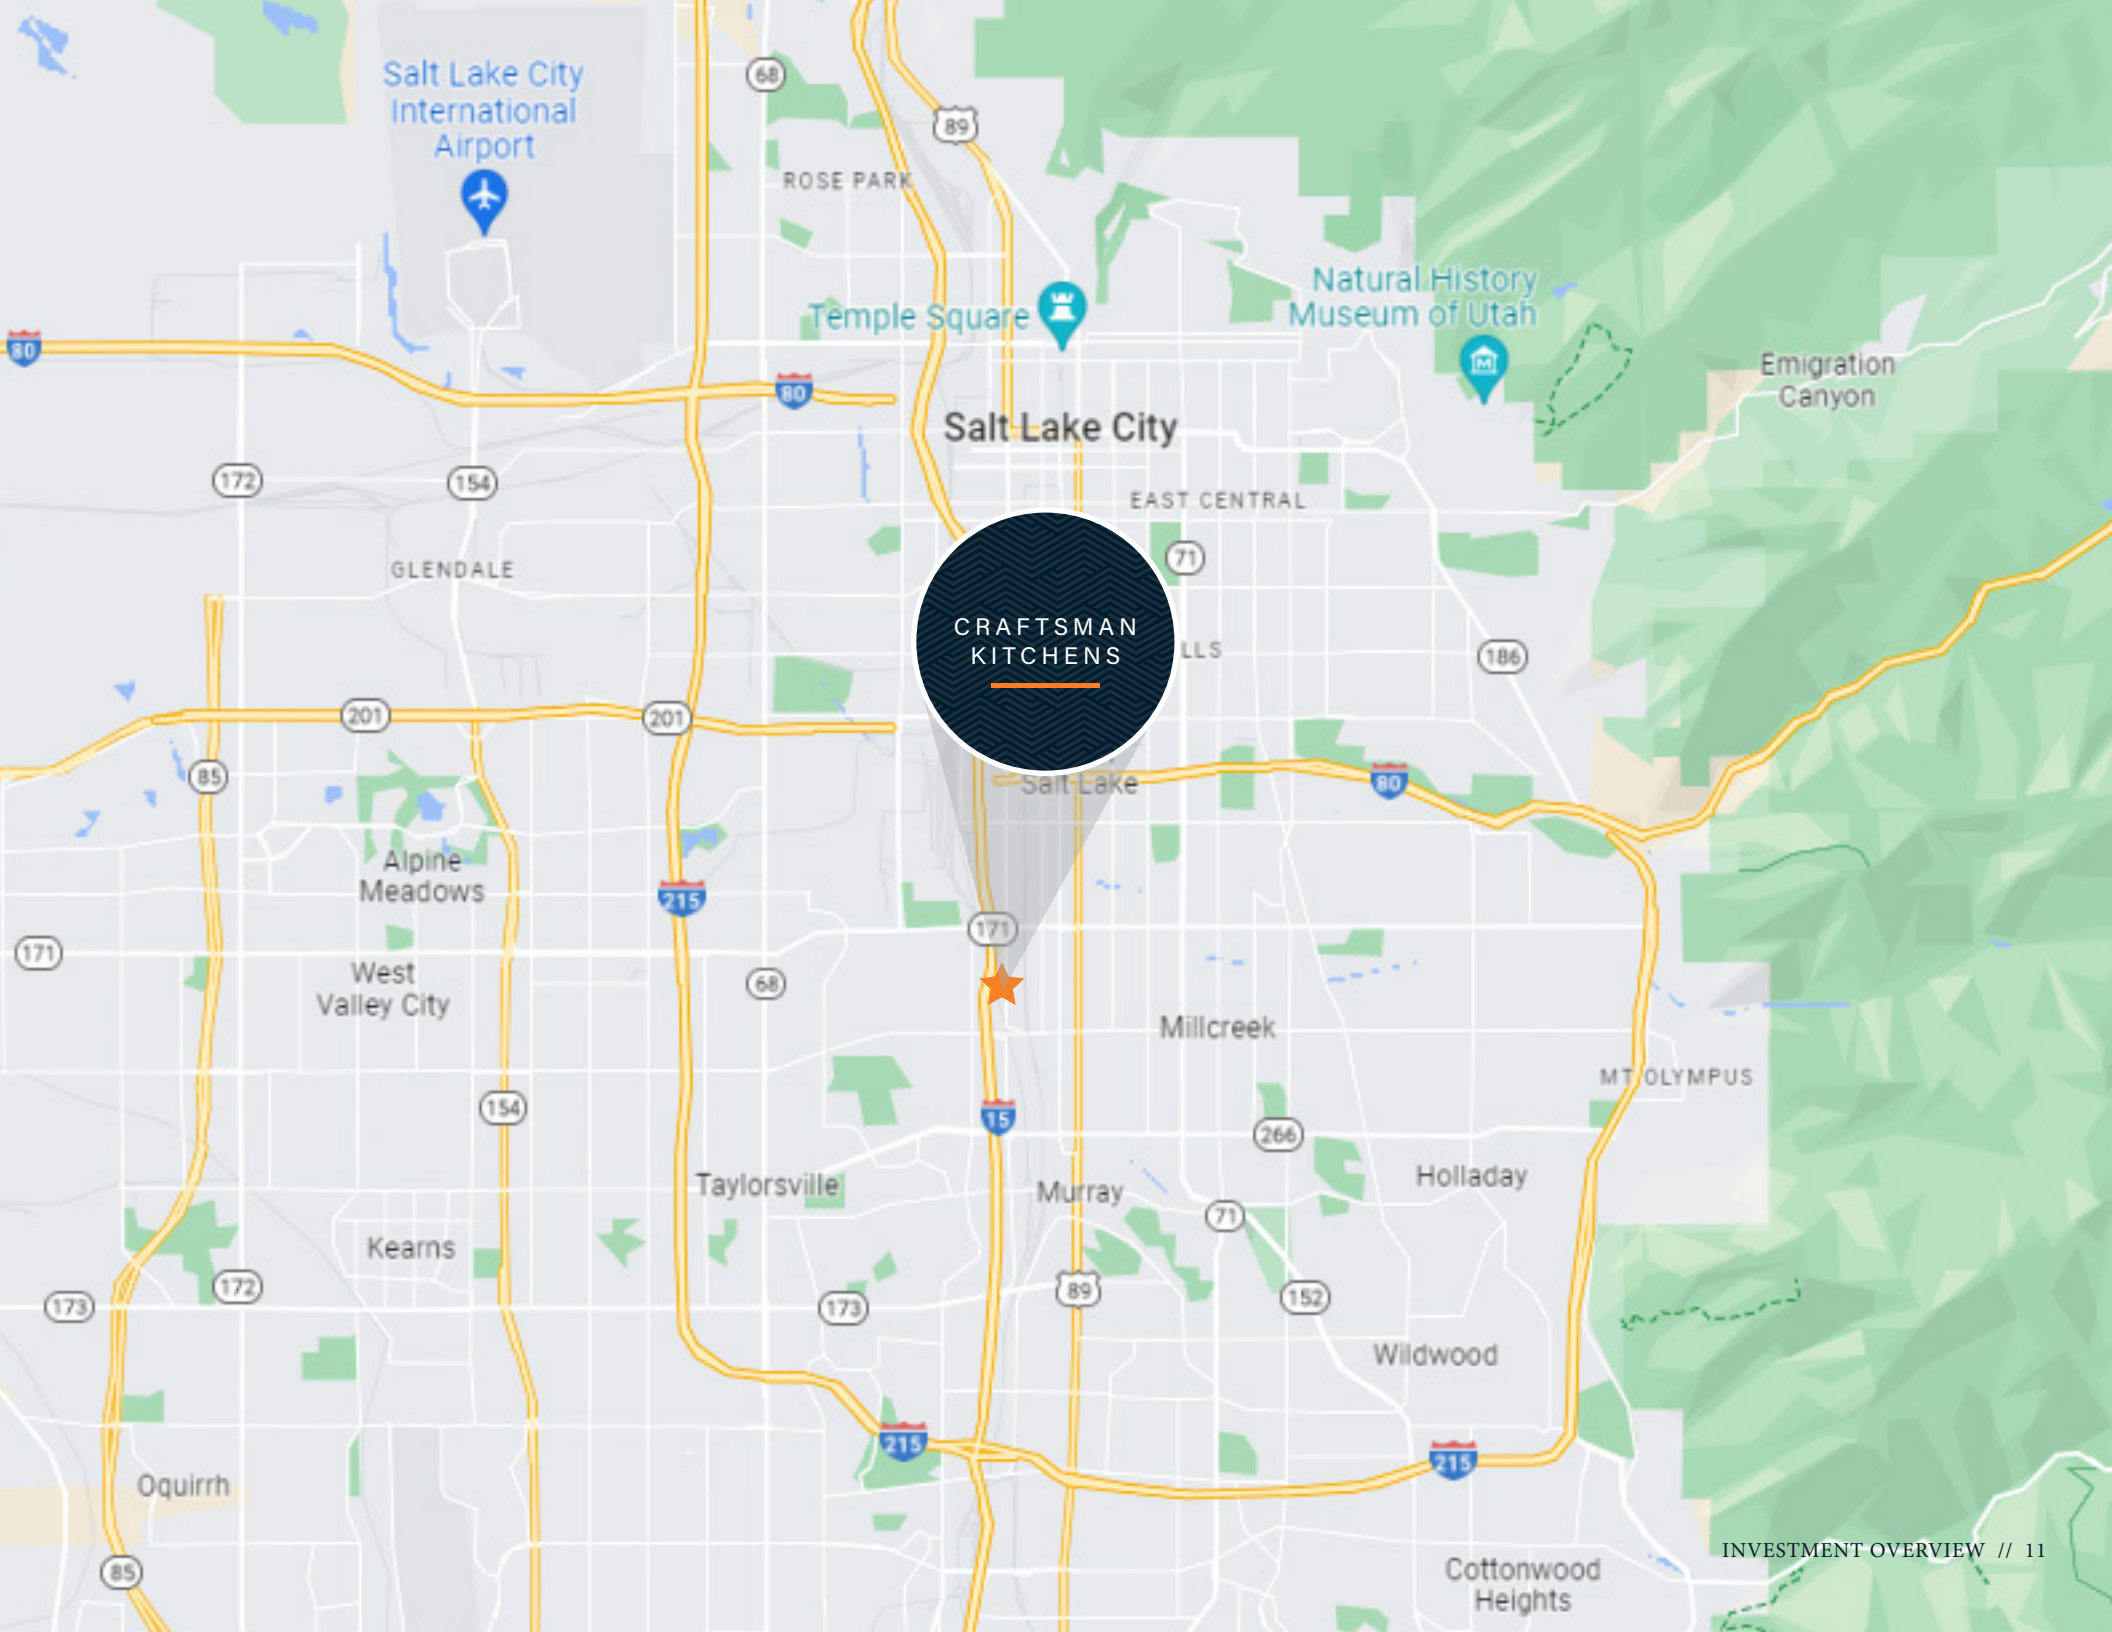 Salt Lake City
International
Airport
68
89
ROSE PARK
Temple Square
Natural History
Museum of Utah
80
80
Emigration
Canyon
Salt Lake City
172
154
EAST CENTRAL
71
GLENDALE
CRAFTSMAN
KITCHENS
LLS
186
201
201
85
Salt Lake
80
Alpine
Meadows
215
171
171
West
Valley City
68
Millcreek
MT OLYMPUS
154
15
266
Taylorsville
Murray
Holladay
71
Kearns
172
173
173
89
152
Wildwood
215
215
Oquirrh
INVESTMENT OVERVIEW // 11
85
Cottonwood
Heights